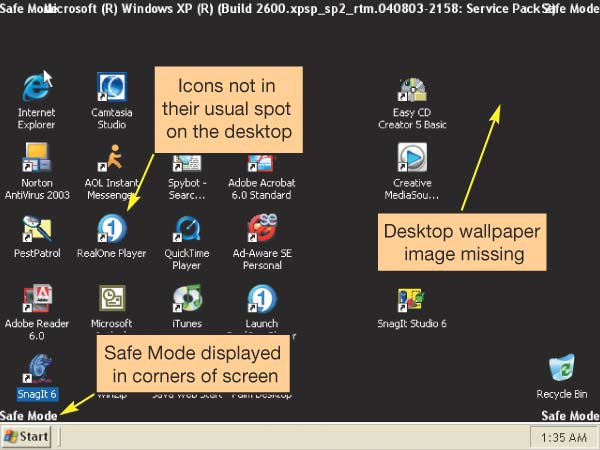 Safe Mode
Microsoft (R) Windows XP (R) (Build 2600.xpsp_sp2_rtm.040803-2158: Service Pack 2)
Safe Mode
Internet
Explorer
Camtasia
Studio
Icons not in
their usual spot
on the desktop
Easy CD
Creator 5 Basic
Norton
AntiVirus 2003
AOL Instant
Messenger
Spybot -
Searc...
Adobe Acrobat
6.0 Standard
Creative
MediaSou...
PestPatrol
RealOne Player
QuickTime
Player
Ad-Aware SE
Personal
Desktop wallpaper
image missing
Adobe Reader
6.0
Microsoft
iTunes
Launch
SnagIt Studio 6
Safe Mode displayed
in corners of screen
SnagIt 6
WinZip
Java Web Start
Palm Desktop
Recycle Bin
Safe Mode
Safe Mode
Start
1:35 AM